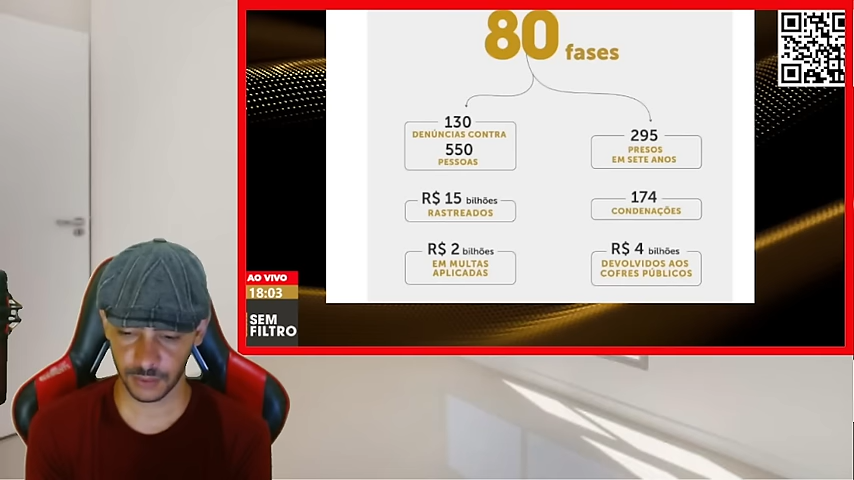 80 fases
130
DENÚNCIAS CONTRA
550
PESSOAS
295
PRESOS
EM SETE ANOS
R$ 15 bilhões
RASTREADOS
174
CONDENAÇÕES
R$ 2 bilhões
EM MULTAS
APLICADAS
R$ 4 bilhões
DEVOLVIDOS AOS
COFRES PÚBLICOS
AO VIVO
18:03
SEM
FILTRO